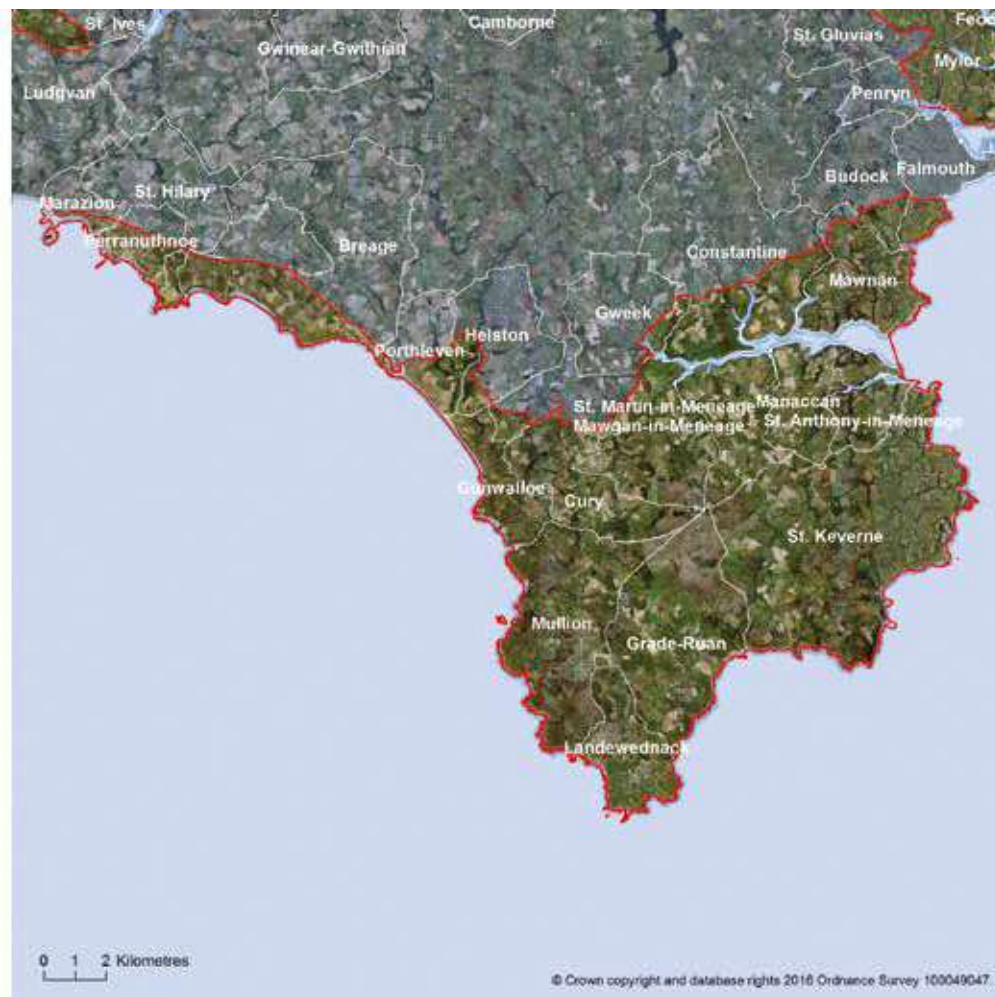 St. Ives
Camborne
Feoc
Gwinear-Gwithian
St. Gluvias
Mylor
Ludgvan
Penryn
Budock
Falmouth
St. Hilary
Marazion
Perranuthnoe
Breage
Constantine
Mawnan
Gweek
Helston
Porthleven
St. Martin-in-Meneage
Manaccan
Mawgan-in-Meneage
St. Anthony-in-Meneage
Gunwalloe
Cury
St. Keverne
Mullion
Grade-Ruan
Landewednack
0 1 2 Kilometres
© Crown copyright and database rights 2016 Ordnance Survey 100049047.